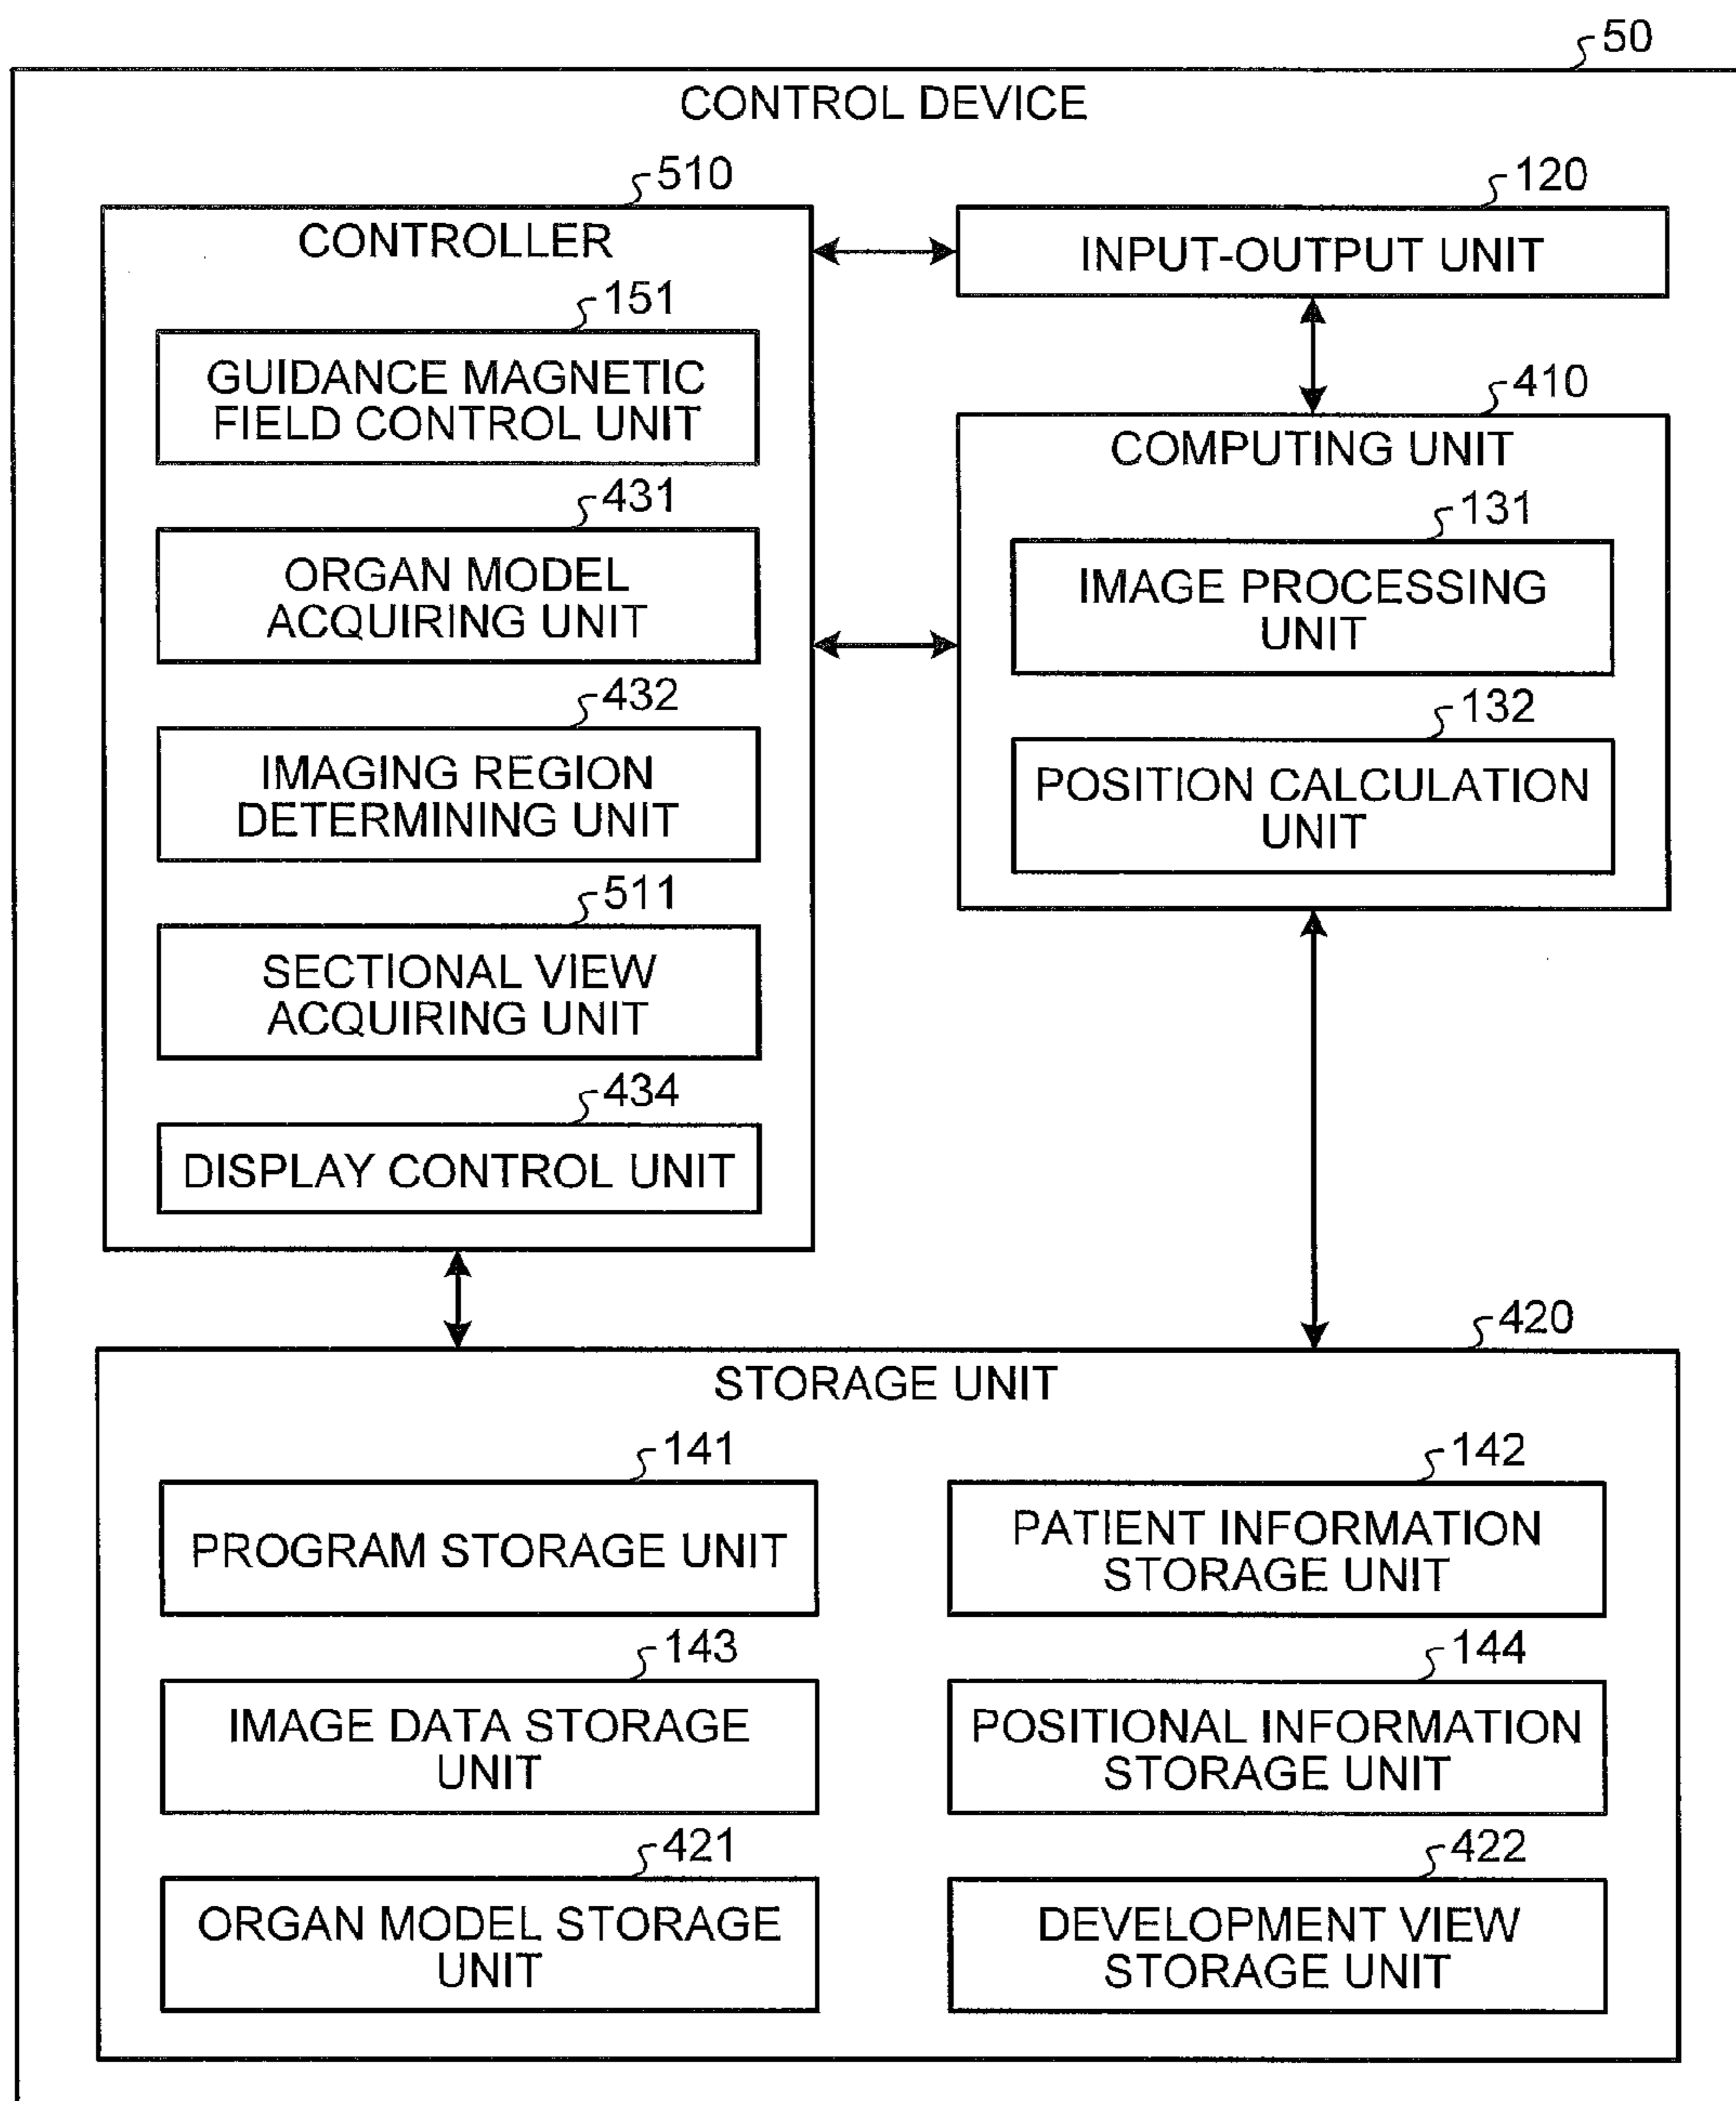 50
CONTROL DEVICE
510
CONTROLLER
151
GUIDANCE MAGNETIC
FIELD CONTROL UNIT
431
ORGAN MODEL
ACQUIRING UNIT
432
IMAGING REGION
DETERMINING UNIT
511
SECTIONAL VIEW
ACQUIRING UNIT
434
DISPLAY CONTROL UNIT
120
INPUT-OUTPUT UNIT
410
COMPUTING UNIT
131
IMAGE PROCESSING
UNIT
132
POSITION CALCULATION
UNIT
420
STORAGE UNIT
141
PROGRAM STORAGE UNIT
142
PATIENT INFORMATION
STORAGE UNIT
143
IMAGE DATA STORAGE
UNIT
144
POSITIONAL INFORMATION
STORAGE UNIT
421
ORGAN MODEL STORAGE
UNIT
422
DEVELOPMENT VIEW
STORAGE UNIT